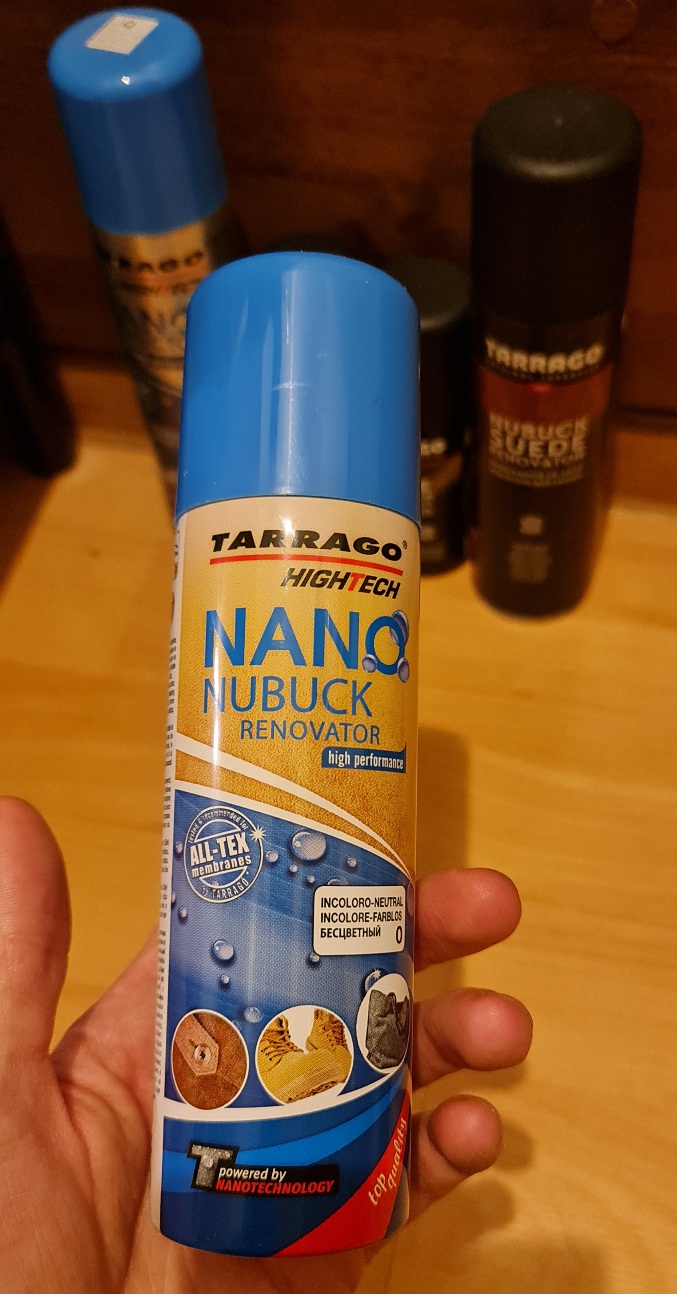 TARRAGO®
HIGHTECH
NANO
NUBUCK
RENOVATOR
high performance
ALL-TEX
membranes
BY TARRAGO
INCOLORO-NEUTRAL
INCOLORE-FARBLOS
БЕСЦВЕТНЫЙ 0
T powered by
NANOTECHNOLOGY
top
quality
TARRAGO
NUBUCK
SUEDE
RENOVATOR